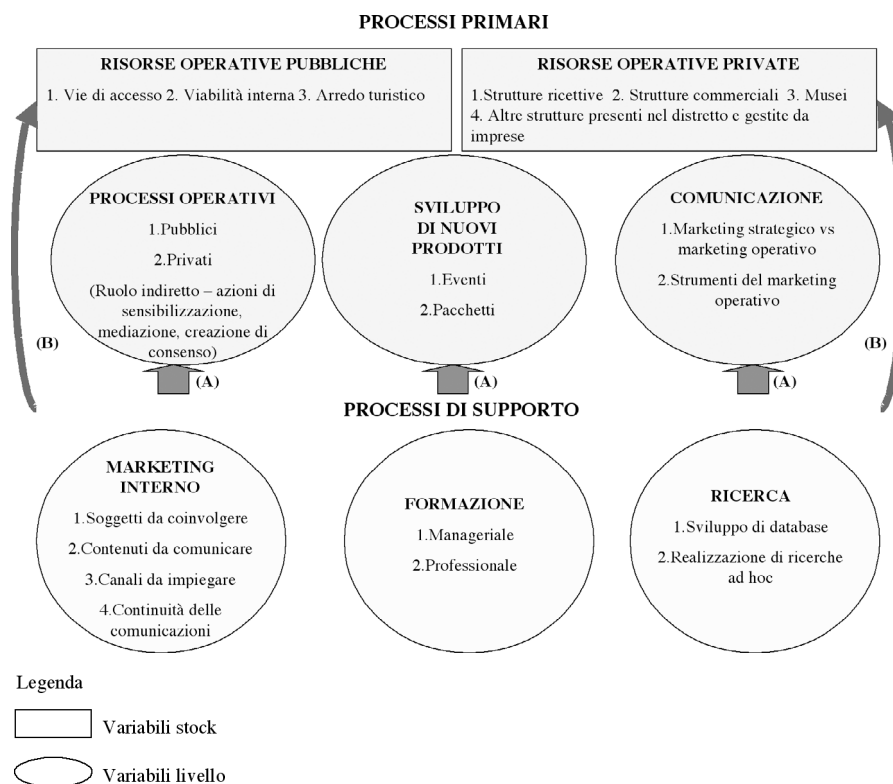 PROCESSI PRIMARI
RISORSE OPERATIVE PUBBLICHE
1. Vie di accesso 2. Viabilità interna 3. Arredo turistico
RISORSE OPERATIVE PRIVATE
1.Strutture ricettive 2. Strutture commerciali 3. Musei
4. Altre strutture presenti nel distretto e gestite da
imprese
PROCESSI OPERATIVI
1.Pubblici
2.Privati
(Ruolo indiretto – azioni di
sensibilizzazione,
mediazione, creazione di
consenso)
SVILUPPO
DI NUOVI
PRODOTTI
1.Eventi
2.Pacchetti
COMUNICAZIONE
1.Marketing strategico vs
marketing operativo
2.Strumenti del marketing
operativo
(B)
(B)
(A)
(A)
(A)
PROCESSI DI SUPPORTO
MARKETING
INTERNO
1.Soggetti da coinvolgere
2.Contenuti da comunicare
3.Canali da impiegare
4.Continuità delle
comunicazioni
FORMAZIONE
1.Manageriale
2.Professionale
RICERCA
1.Sviluppo di database
2.Realizzazione di ricerche
ad hoc
Legenda
Variabili stock
Variabili livello